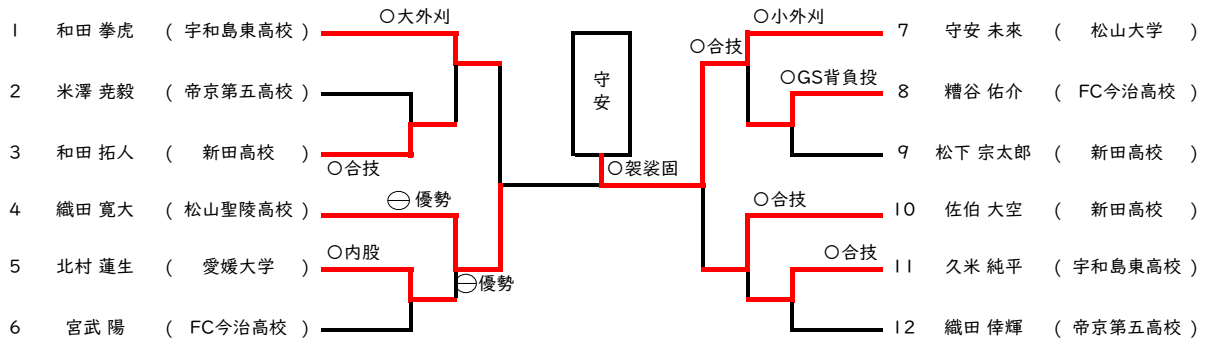 ○大外刈
○小外刈
1 和田 拳虎 ( 宇和島東高校 )
7 守安 未來 ( 松山大学 )
○合技
守安
○GS背負投
2 米澤 尭毅 ( 帝京第五高校 )
8 糟谷 佑介 ( FC今治高校 )
3 和田 拓人 ( 新田高校 )
9 松下 宗太郎 ( 新田高校 )
○合技
○袈裟固
⊖優勢
○合技
4 織田 寛大 ( 松山聖陵高校 )
10 佐伯 大空 ( 新田高校 )
○内股
○合技
5 北村 蓮生 ( 愛媛大学 )
11 久米 純平 ( 宇和島東高校 )
⊖優勢
6 宮武 陽 ( FC今治高校 )
12 織田 倖輝 ( 帝京第五高校 )